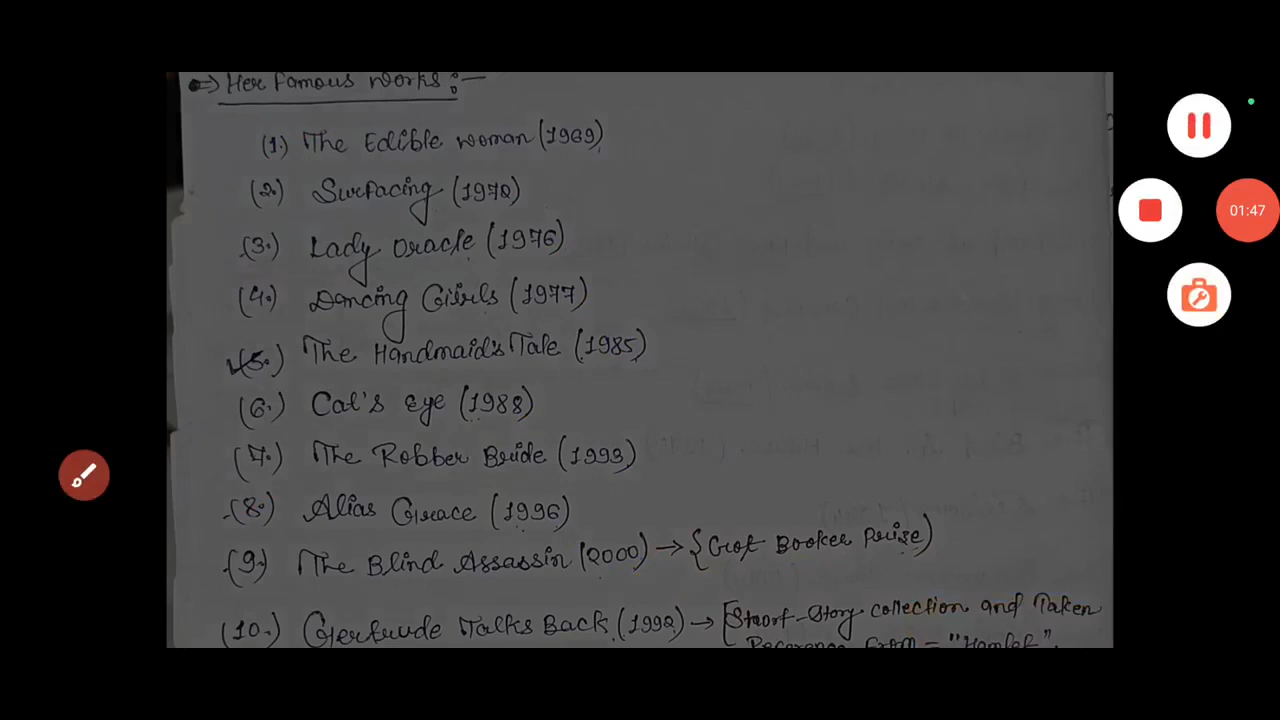 ⇒ Her Famous Works :-
(1.) The Edible Woman (1969)
(2.) Surfacing (1972)
(3.) Lady Oracle (1976)
(4.) Dancing Girls (1977)
(5.) The Handmaid's Tale (1985)
(6.) Cat's Eye (1988)
(7.) The Robber Bride (1993)
(8.) Alias Grace (1996)
(9.) The Blind Assassin (2000) → {Got Booker Prize)
(10.) Gertrude Talks Back (1992) → [Short-Story collection and Taken
From = "Hamlet".
01:47